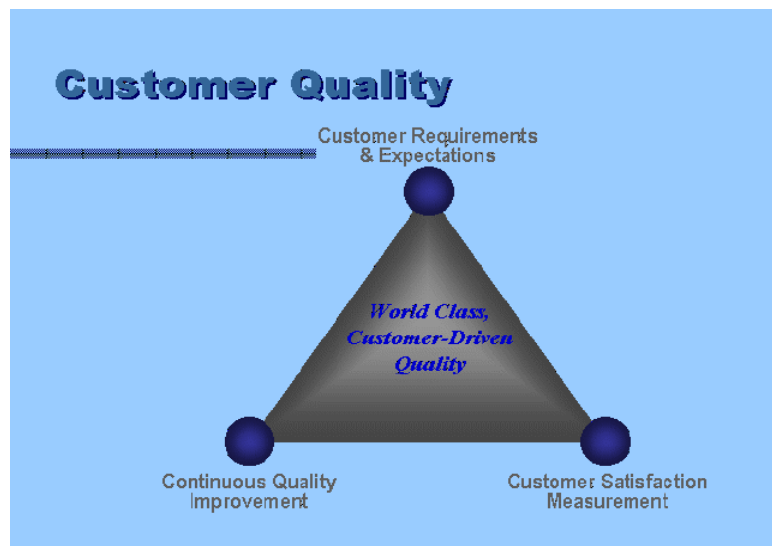 Customer Quality
Customer Requirements
& Expectations
World Class,
Customer-Driven
Quality
Continuous Quality
Improvement
Customer Satisfaction
Measurement